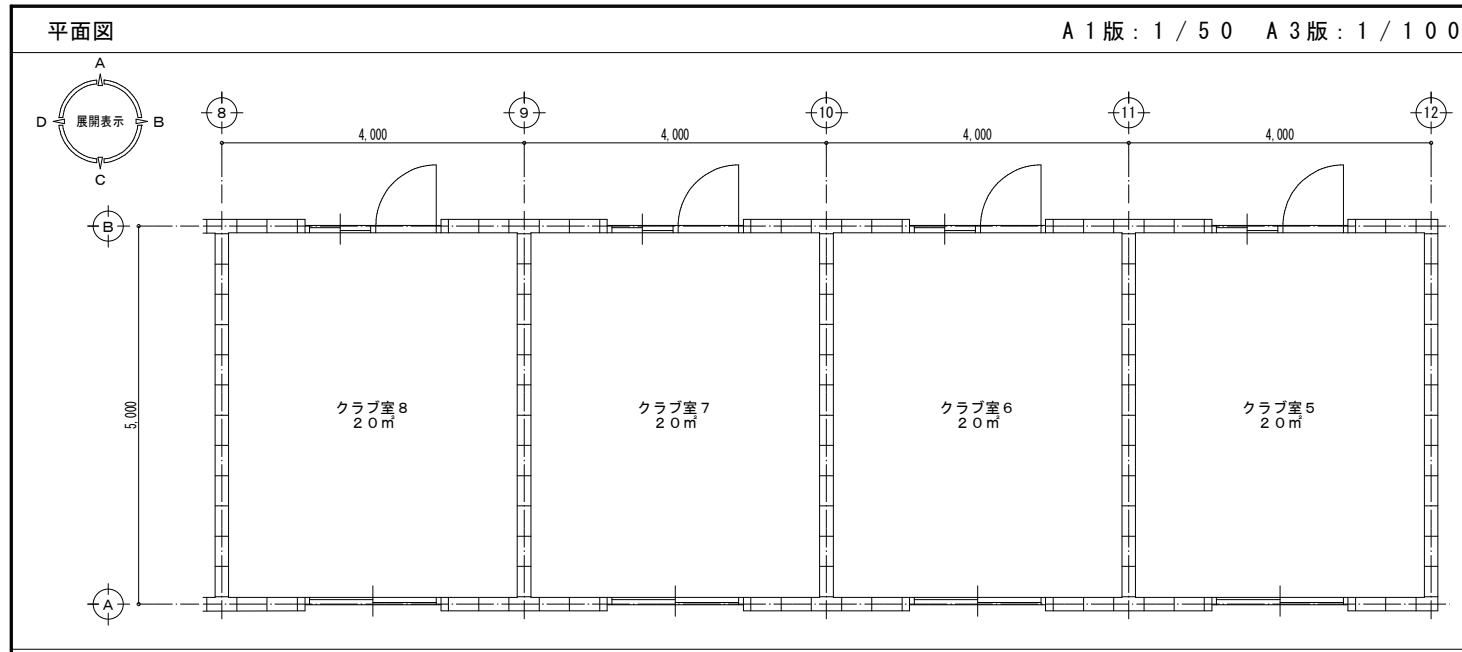 平面図
A1版:1/50 A3版:1/100
A
D 展開表示 B
C
8 9 10 11 12
4,000 4,000 4,000 4,000
B
5,000
クラブ室8 クラブ室7 クラブ室6 クラブ室5
20㎡ 20㎡ 20㎡ 20㎡
A